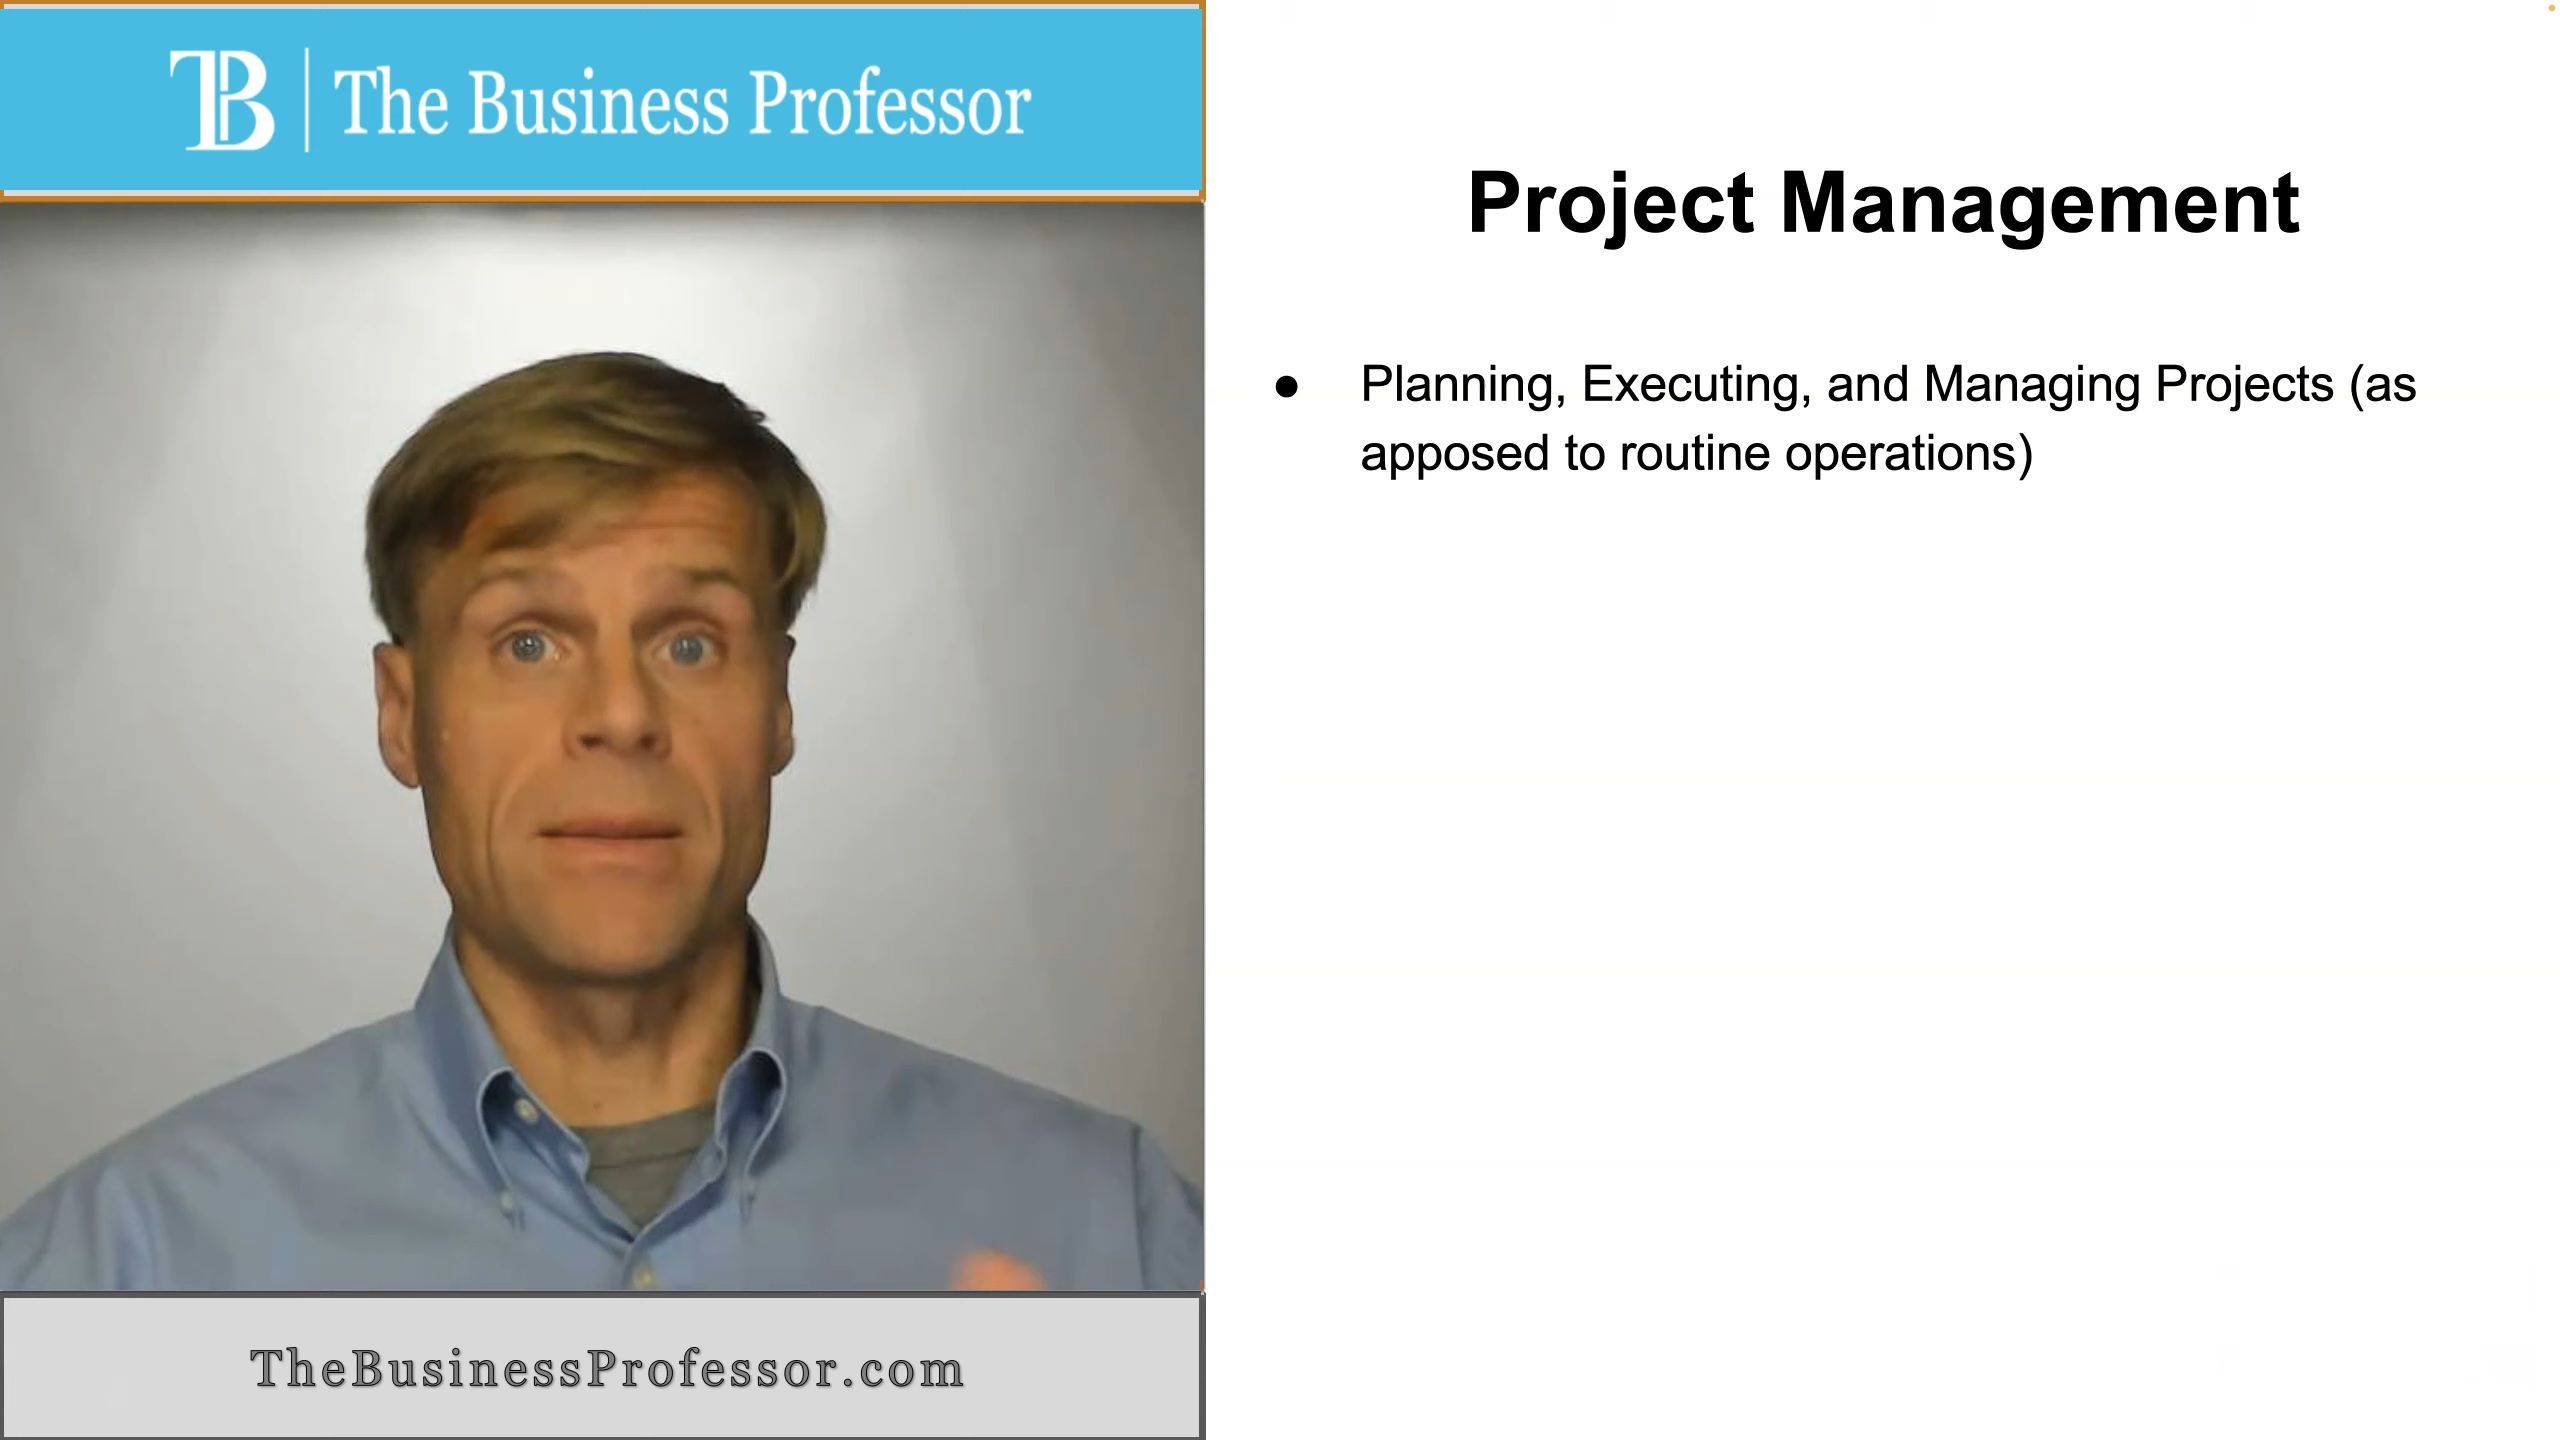 TB The Business Professor
Project Management
● Planning, Executing, and Managing Projects (as
apposed to routine operations)
TheBusinessProfessor.com